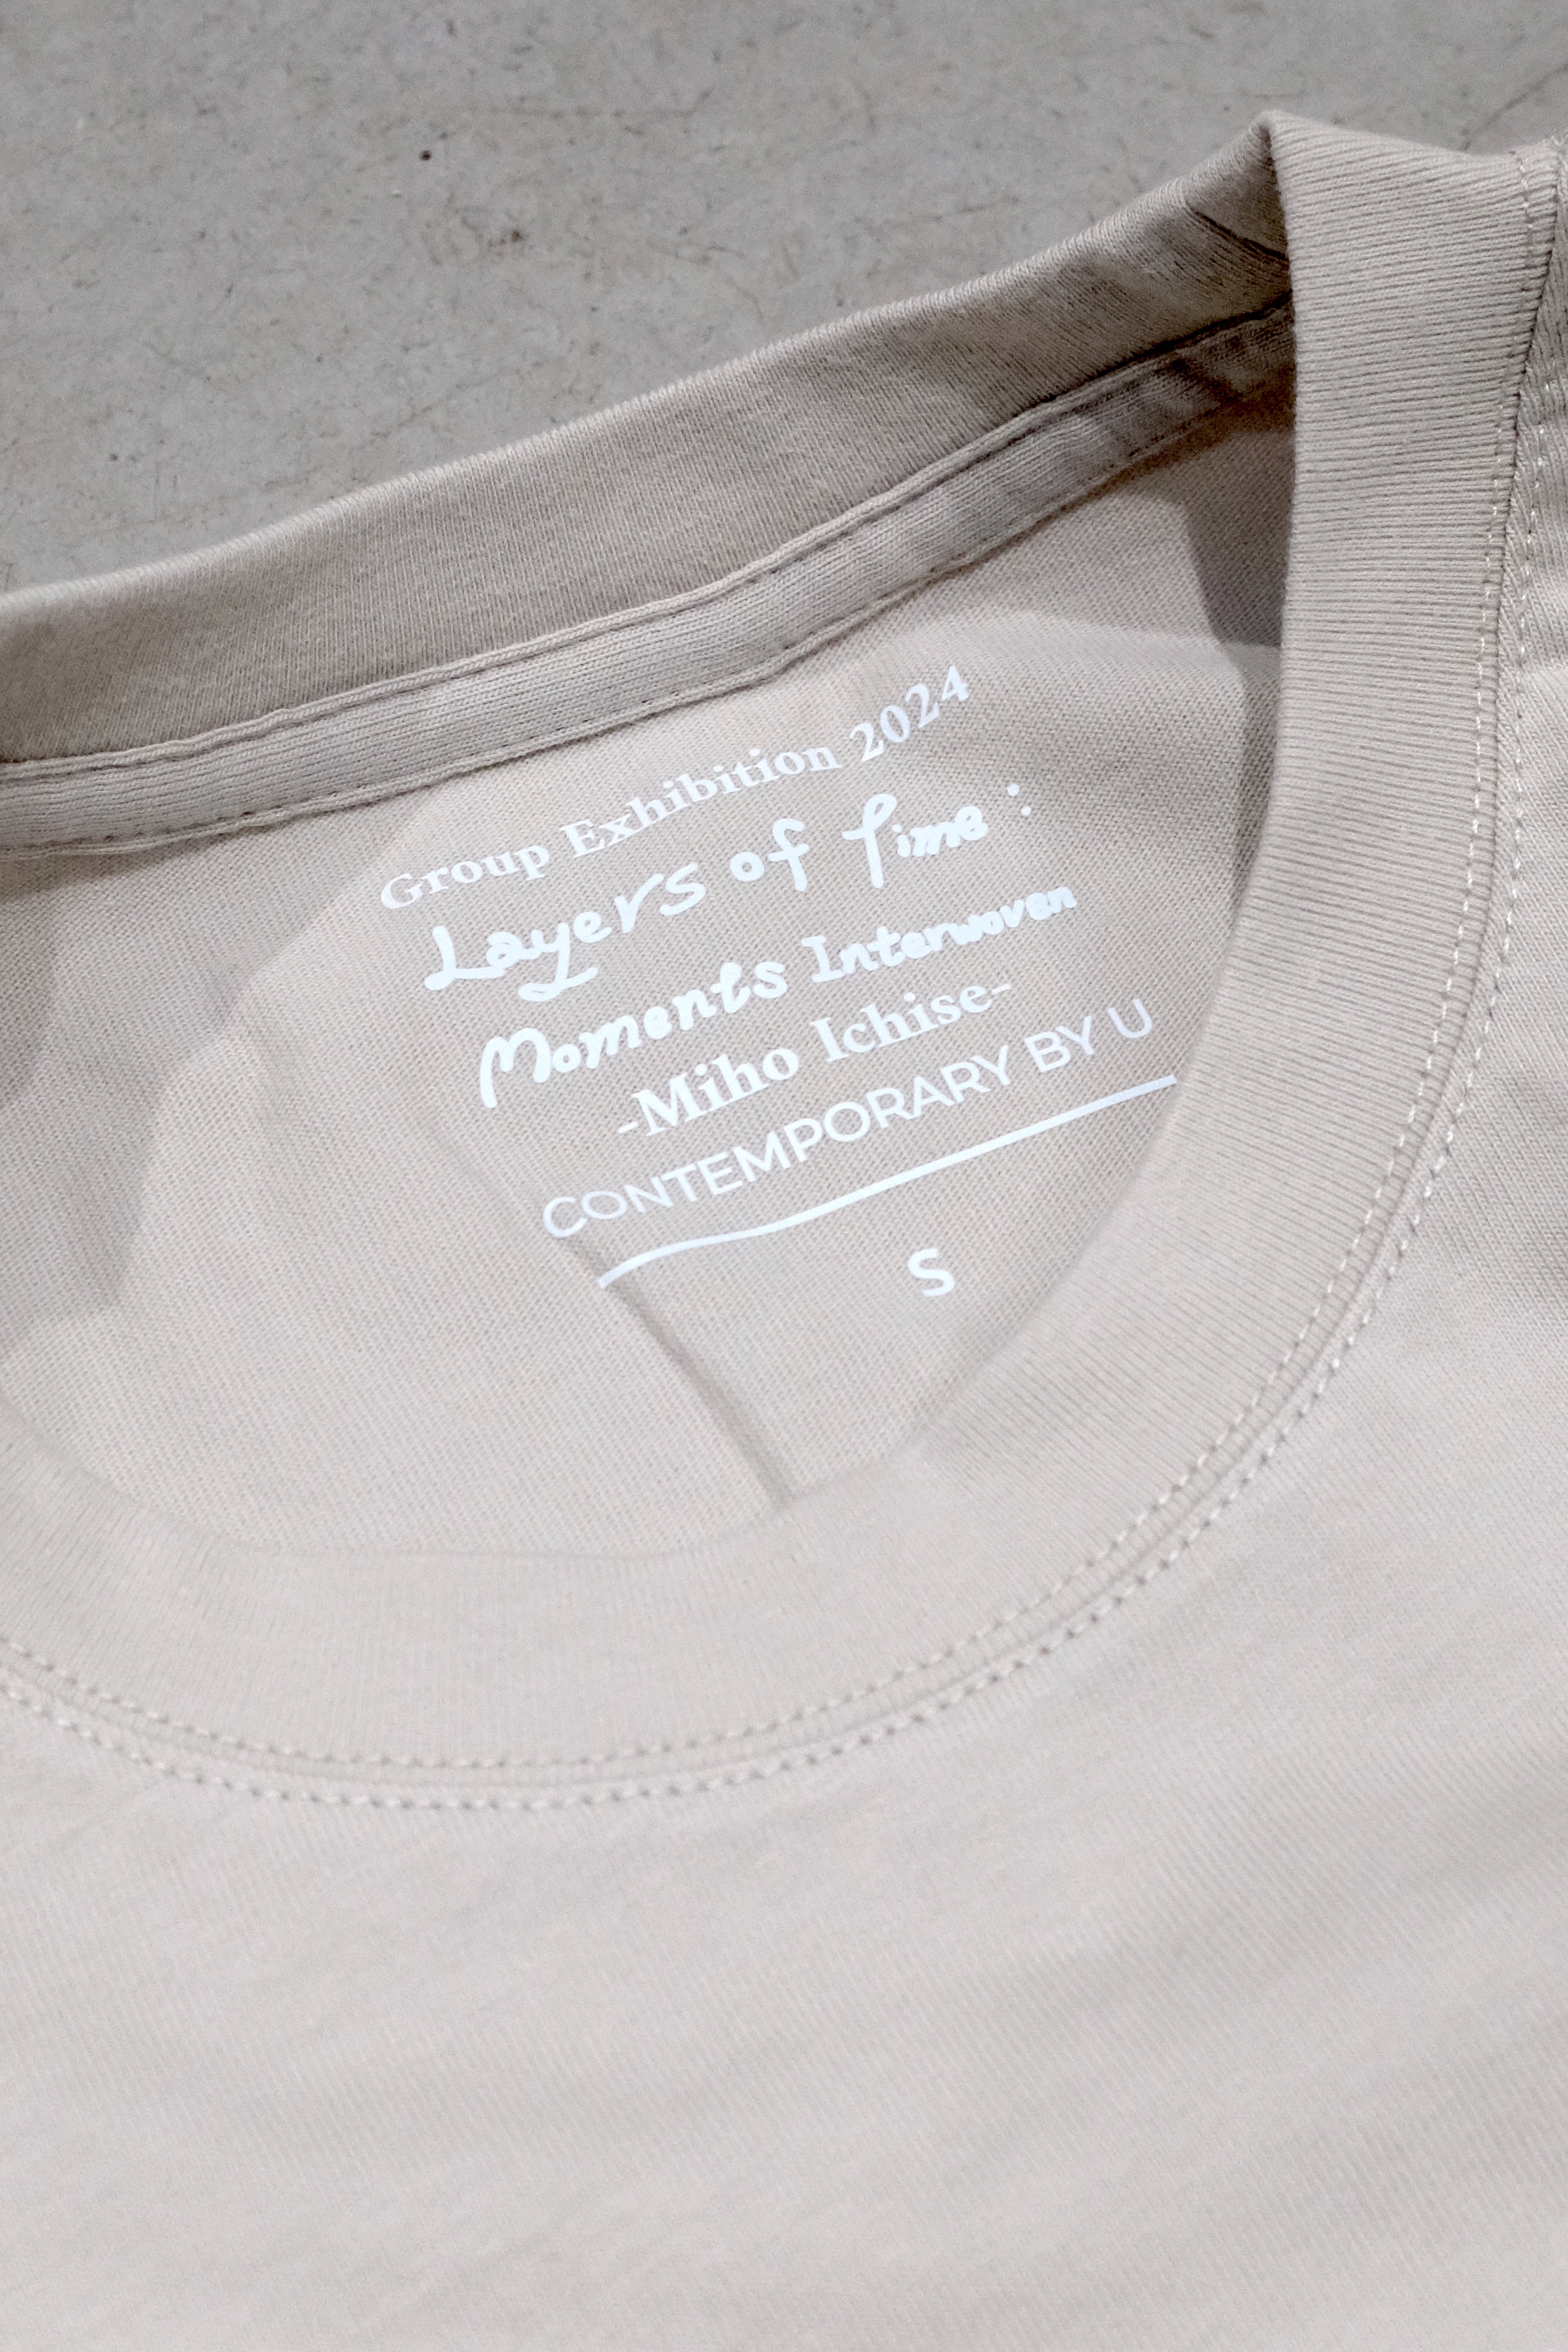 Group Exhibition 2024
Layers of Time :
Moments Interwoven
-Miho Ichise-
CONTEMPORARY BY U
S